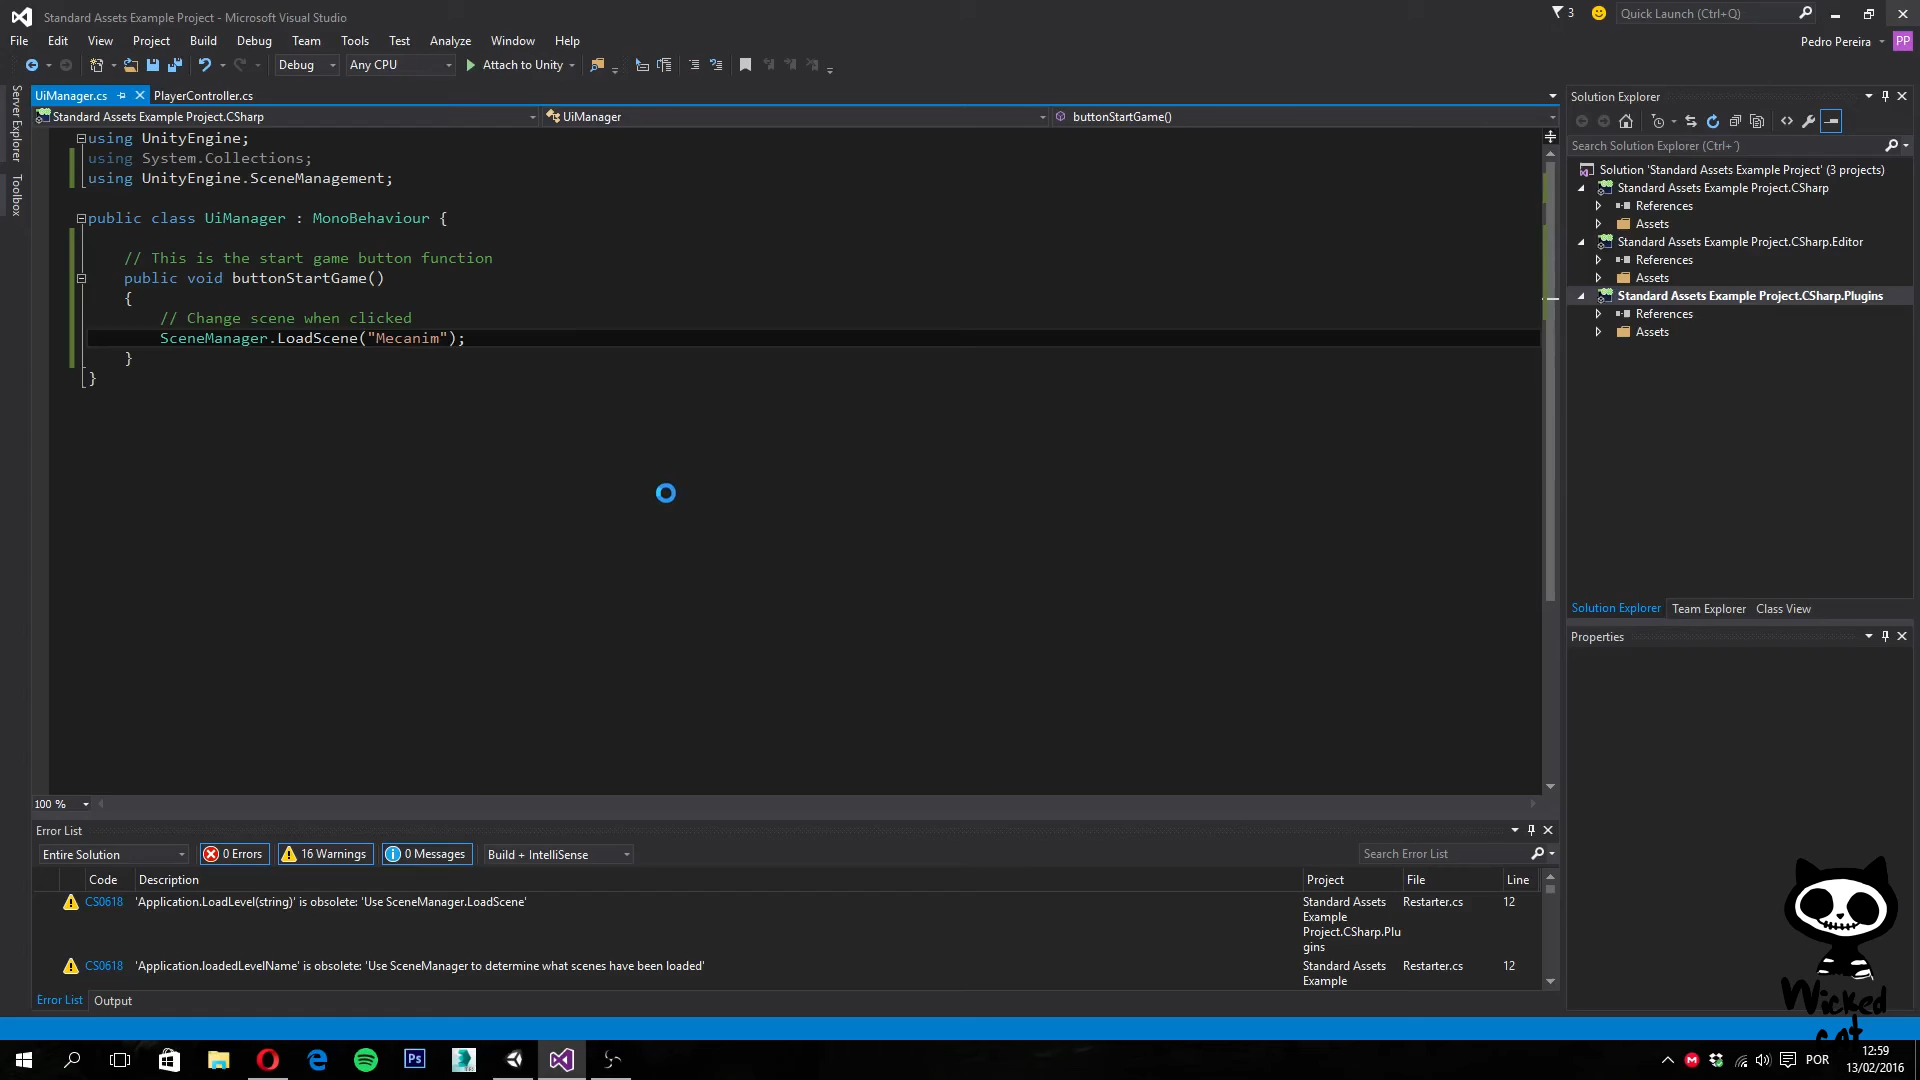 Standard Assets Example Project - Microsoft Visual Studio
3
Quick Launch (Ctrl+Q)
File Edit View Project Build Debug Team Tools Test Analyze Window Help
Pedro Pereira
PP
Debug
Any CPU
Attach to Unity
Server Explorer
Toolbox
UiManager.cs
PlayerController.cs
Standard Assets Example Project.CSharp
UiManager
buttonStartGame()
using UnityEngine;
using System.Collections;
using UnityEngine.SceneManagement;
public class UiManager : MonoBehaviour {
// This is the start game button function
public void buttonStartGame()
{
// Change scene when clicked
SceneManager.LoadScene("Mecanim");
}
}
100 %
Solution Explorer
Search Solution Explorer (Ctrl+´)
Solution 'Standard Assets Example Project' (3 projects)
Standard Assets Example Project.CSharp
References
Assets
Standard Assets Example Project.CSharp.Editor
References
Assets
Standard Assets Example Project.CSharp.Plugins
References
Assets
Solution Explorer Team Explorer Class View
Properties
Error List
Entire Solution
0 Errors
16 Warnings
0 Messages
Build + IntelliSense
Search Error List
Code Description Project File Line
CS0618 'Application.LoadLevel(string)' is obsolete: 'Use SceneManager.LoadScene' Standard Assets Restarter.cs 12
Example
Project.CSharp.Plu
gins
CS0618 'Application.loadedLevelName' is obsolete: 'Use SceneManager to determine what scenes have been loaded' Standard Assets Restarter.cs 12
Example
Error List Output
Wicked
cat
Ps
POR
12:59
13/02/2016